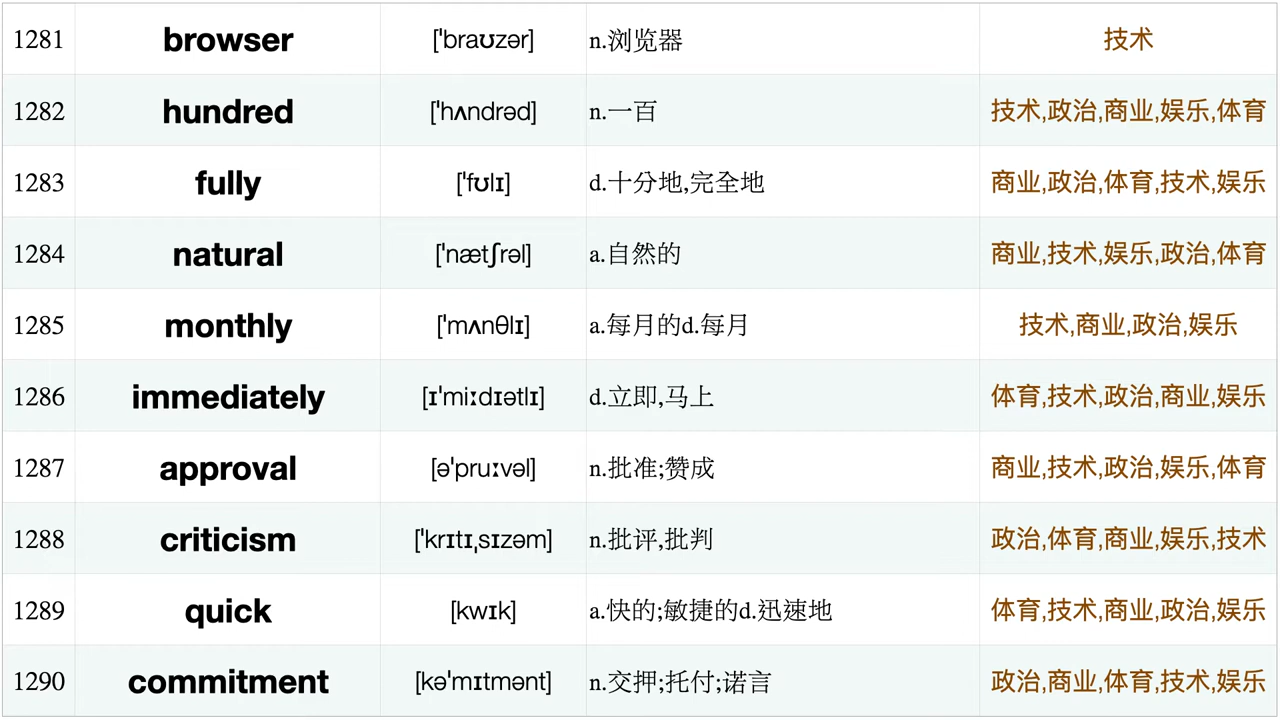 1281 browser ['braʊzər] n.浏览器 技术
1282 hundred ['hʌndrəd] n.一百 技术,政治,商业,娱乐,体育
1283 fully ['fʊlɪ] d.十分地,完全地 商业,政治,体育,技术,娱乐
1284 natural ['nætʃrəl] a.自然的 商业,技术,娱乐,政治,体育
1285 monthly ['mʌnθlɪ] a.每月的d.每月 技术,商业,政治,娱乐
1286 immediately [ɪ'miːdɪətlɪ] d.立即,马上 体育,技术,政治,商业,娱乐
1287 approval [ə'pruːvəl] n.批准;赞成 商业,技术,政治,娱乐,体育
1288 criticism ['krɪtɪˌsɪzəm] n.批评,批判 政治,体育,商业,娱乐,技术
1289 quick [kwɪk] a.快的;敏捷的d.迅速地 体育,技术,商业,政治,娱乐
1290 commitment [kə'mɪtmənt] n.交押;托付;诺言 政治,商业,体育,技术,娱乐